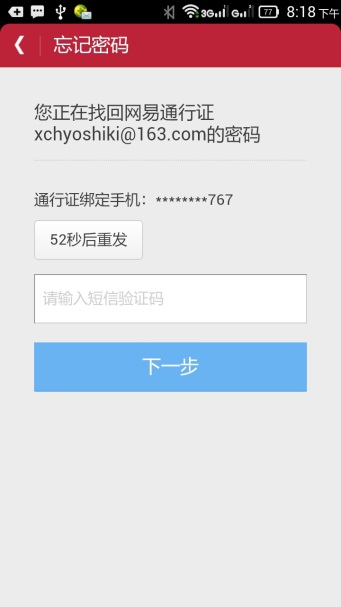 3G G 77 8:18下午
忘记密码
您正在找回网易通行证
xchyoshiki@163.com的密码
通行证绑定手机：********767
52秒后重发
请输入短信验证码
下一步